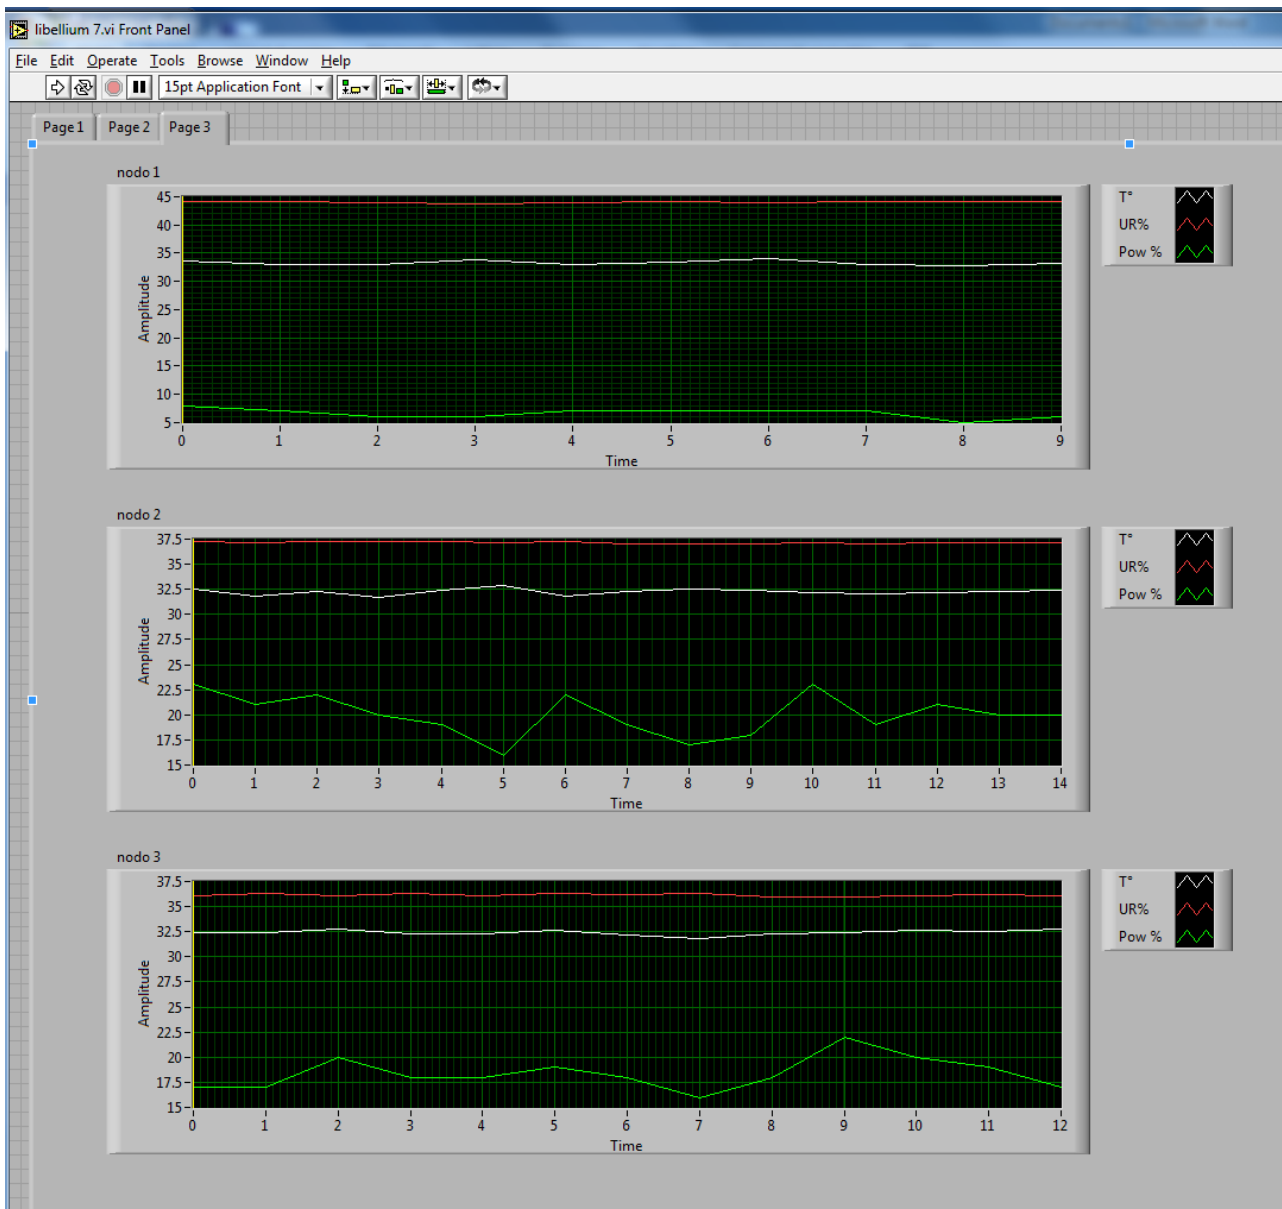 libellium 7.vi Front Panel
File Edit Operate Tools Browse Window Help
15pt Application Font
Page 1 Page 2 Page 3
nodo 1
45
40
35
30
25
20
15
10
5
Amplitude
0 1 2 3 4 5 6 7 8 9
Time
T°
UR%
Pow %
nodo 2
37.5
35
32.5
30
27.5
25
22.5
20
17.5
15
Amplitude
0 1 2 3 4 5 6 7 8 9 10 11 12 13 14
Time
T°
UR%
Pow %
nodo 3
37.5
35
32.5
30
27.5
25
22.5
20
17.5
15
Amplitude
0 1 2 3 4 5 6 7 8 9 10 11 12
Time
T°
UR%
Pow %